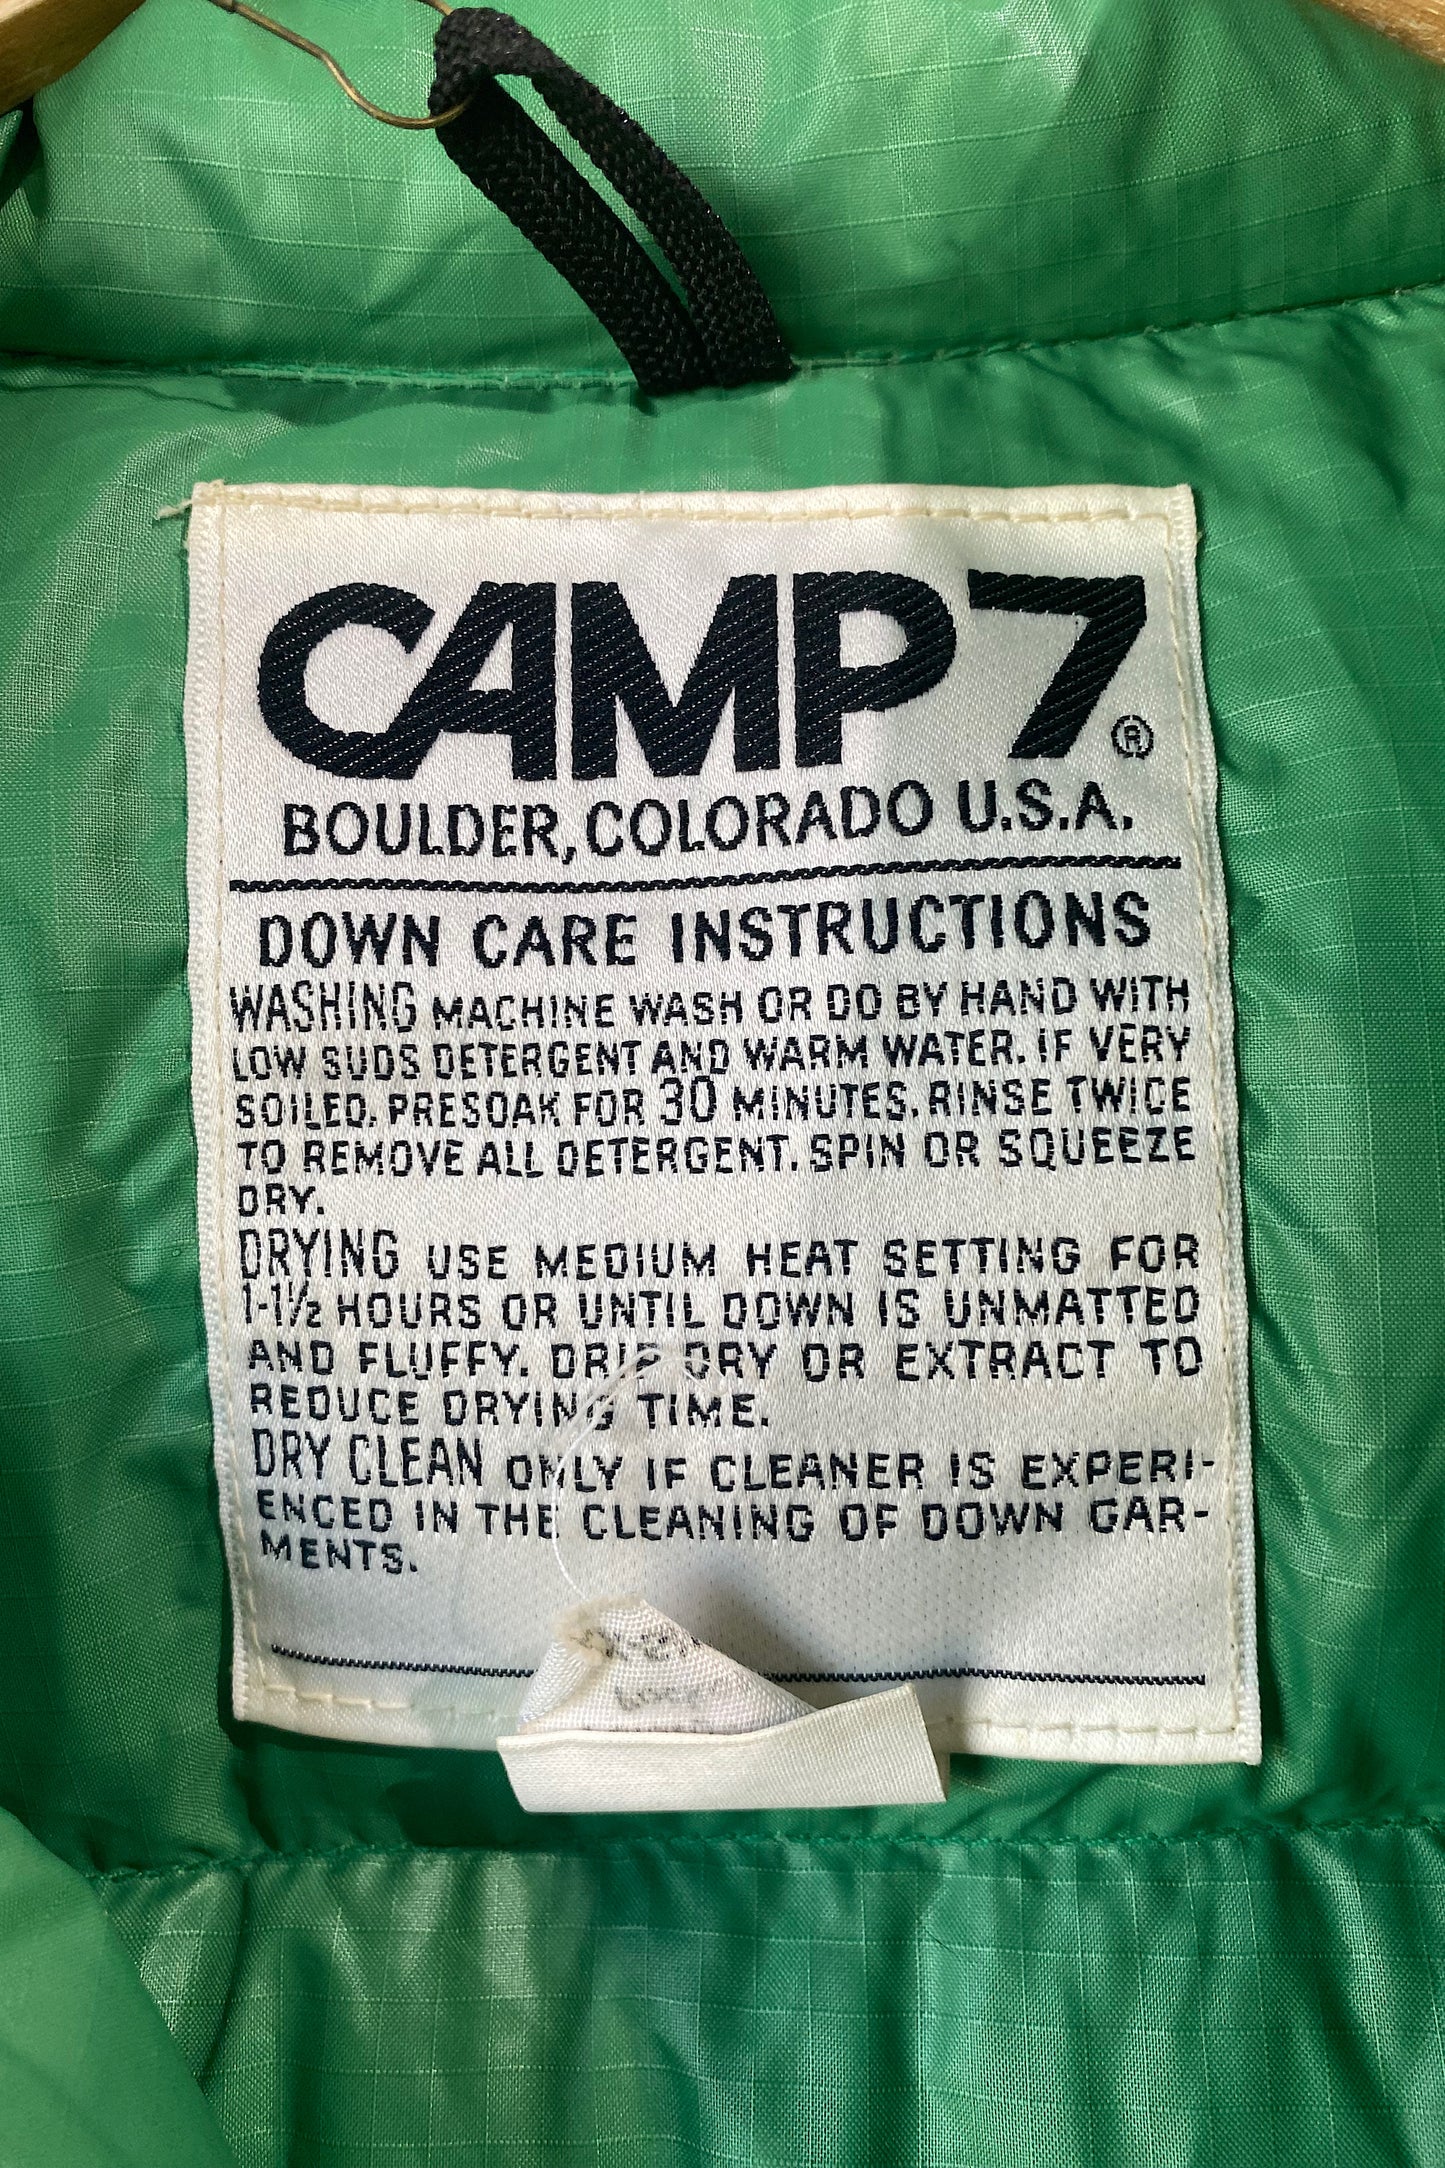 CAMP 7®
BOULDER, COLORADO U.S.A.
DOWN CARE INSTRUCTIONS
WASHING MACHINE WASH OR DO BY HAND WITH
LOW SUDS DETERGENT AND WARM WATER. IF VERY
SOILED, PRESOAK FOR 30 MINUTES. RINSE TWICE
TO REMOVE ALL DETERGENT. SPIN OR SQUEEZE
DRY.
DRYING USE MEDIUM HEAT SETTING FOR
1-1½ HOURS OR UNTIL DOWN IS UNMATTED
AND FLUFFY. DRIP DRY OR EXTRACT TO
REDUCE DRYING TIME.
DRY CLEAN ONLY IF CLEANER IS EXPERI-
ENCED IN THE CLEANING OF DOWN GAR-
MENTS.